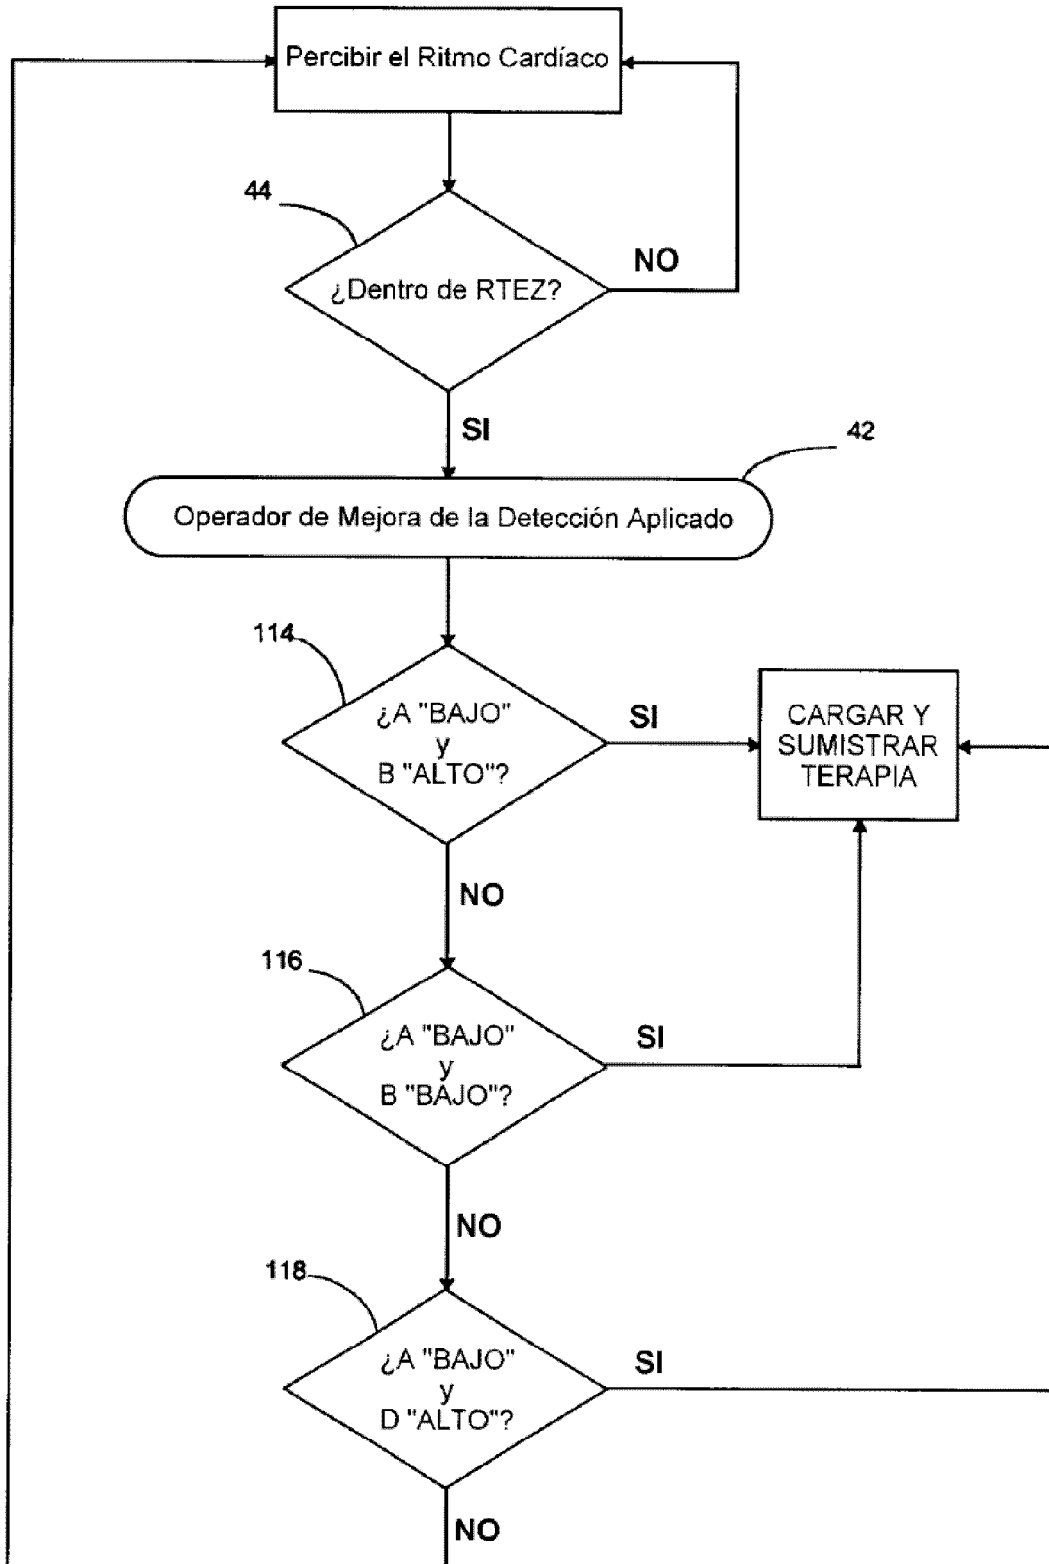 Percibir el Ritmo Cardíaco
44
NO
¿Dentro de RTEZ?
SI
42
Operador de Mejora de la Detección Aplicado
114
¿A "BAJO"
y
B "ALTO"?
SI
CARGAR Y
SUMISTRAR
TERAPIA
NO
116
¿A "BAJO"
y
B "BAJO"?
SI
NO
118
¿A "BAJO"
y
D "ALTO"?
SI
NO